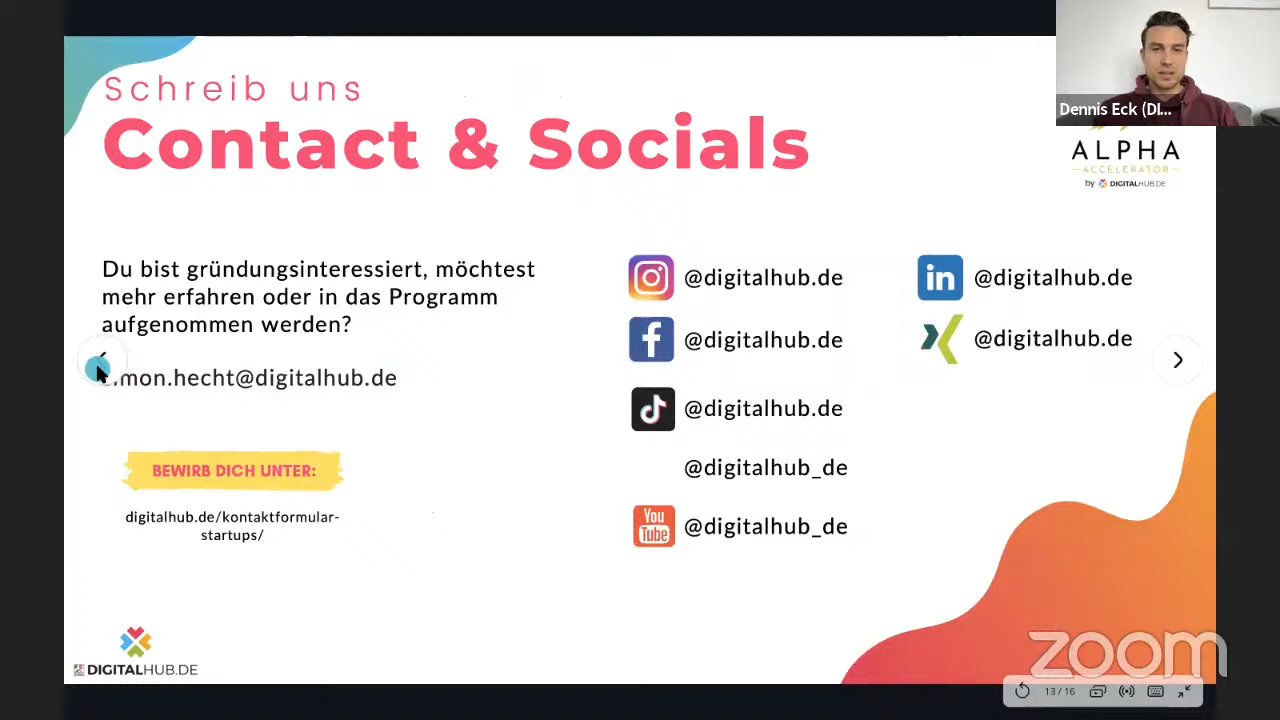 Schreib uns
Contact & Socials
Dennis Eck (DI...
ALPHA
ACCELERATOR
by DIGITALHUB.DE
Du bist gründungsinteressiert, möchtest
mehr erfahren oder in das Programm
aufgenommen werden?
mon.hecht@digitalhub.de
BEWIRB DICH UNTER:
digitalhub.de/kontaktformular-
startups/
@digitalhub.de
@digitalhub.de
@digitalhub.de
@digitalhub_de
You
Tube
@digitalhub_de
in
@digitalhub.de
@digitalhub.de
DIGITALHUB.DE
zoom
13/16